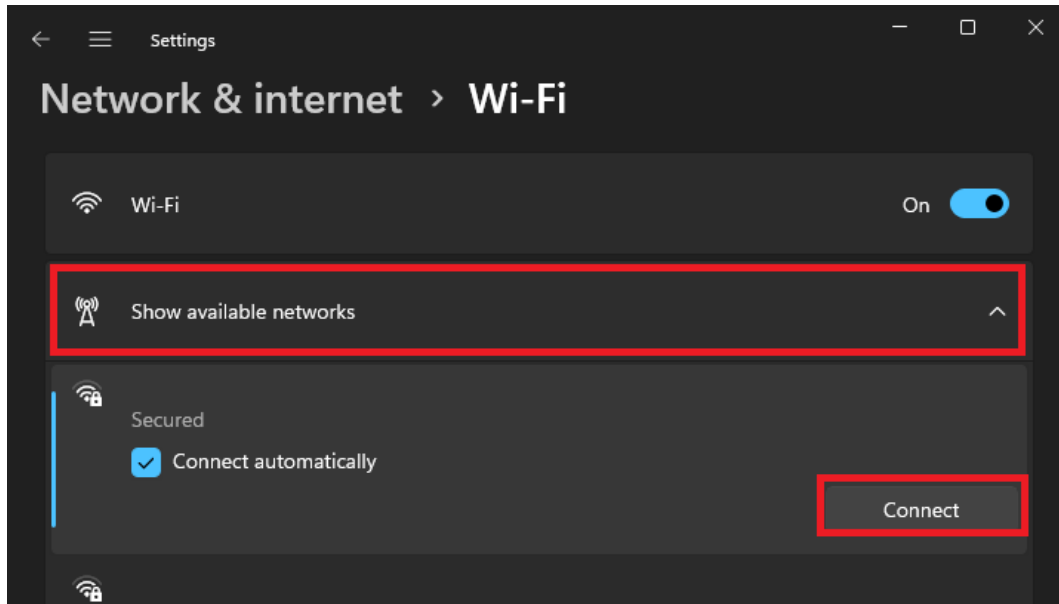 Settings
Network & internet > Wi-Fi
Wi-Fi On
Show available networks
Secured
Connect automatically
Connect